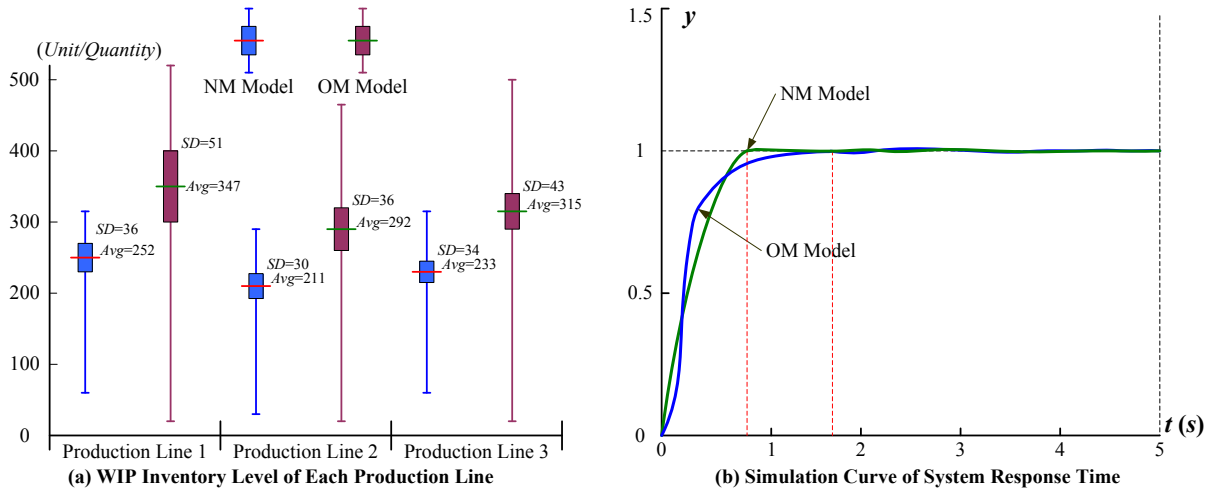 (Unit/Quantity)
NM Model
OM Model
500
400
300
200
100
0
SD=36
Avg=252
SD=51
Avg=347
SD=30
Avg=211
SD=36
Avg=292
SD=34
Avg=233
SD=43
Avg=315
Production Line 1
Production Line 2
Production Line 3
(a) WIP Inventory Level of Each Production Line
y
1.5
1
0.5
0
NM Model
OM Model
t (s)
0
1
2
3
4
5
(b) Simulation Curve of System Response Time